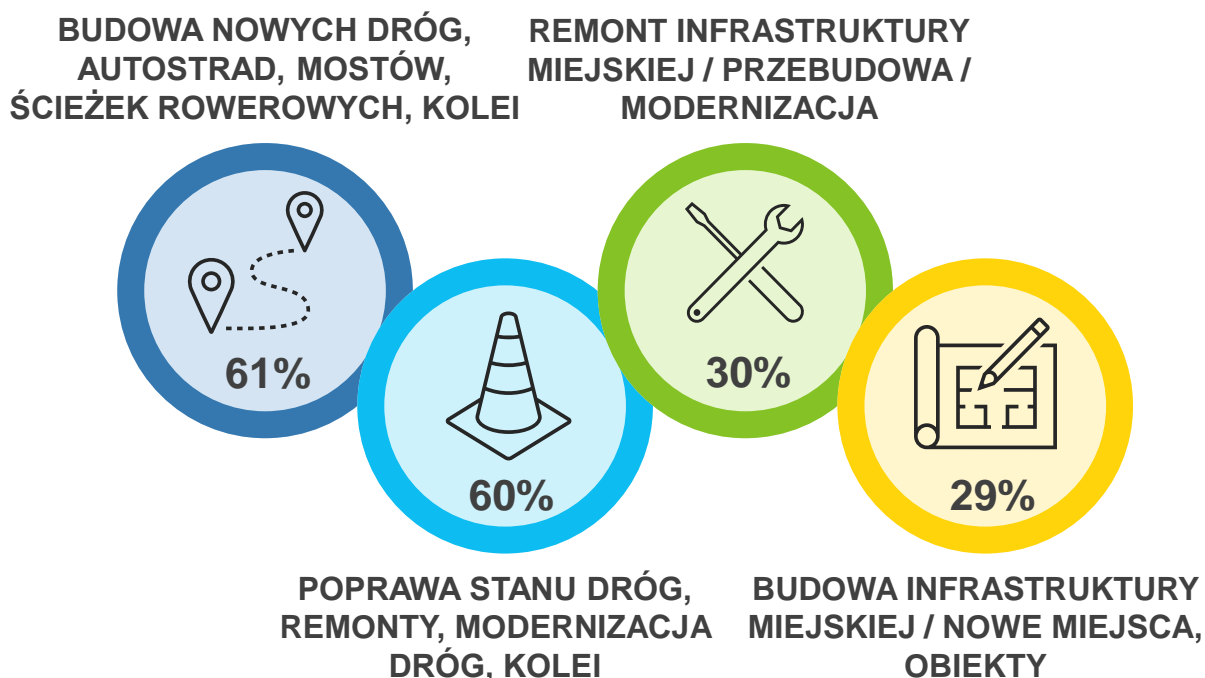 BUDOWA NOWYCH DRÓG,
AUTOSTRAD, MOSTÓW,
ŚCIEŻEK ROWEROWYCH, KOLEI
61%
POPRAWA STANU DRÓG,
REMONTY, MODERNIZACJA
DRÓG, KOLEI
60%
REMONT INFRASTRUKTURY
MIEJSKIEJ / PRZEBUDOWA /
MODERNIZACJA
30%
BUDOWA INFRASTRUKTURY
MIEJSKIEJ / NOWE MIEJSCA,
OBIEKTY
29%